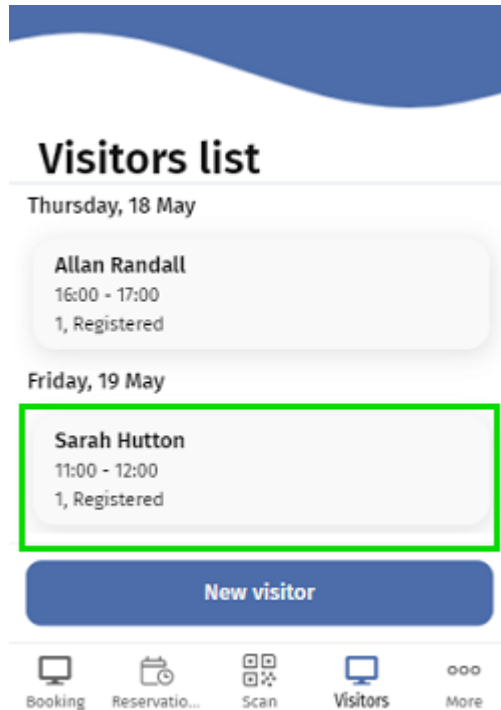 Visitors list
Thursday, 18 May
Allan Randall
16:00 - 17:00
1, Registered
Friday, 19 May
Sarah Hutton
11:00 - 12:00
1, Registered
New visitor
Booking Reservatio... Scan Visitors More